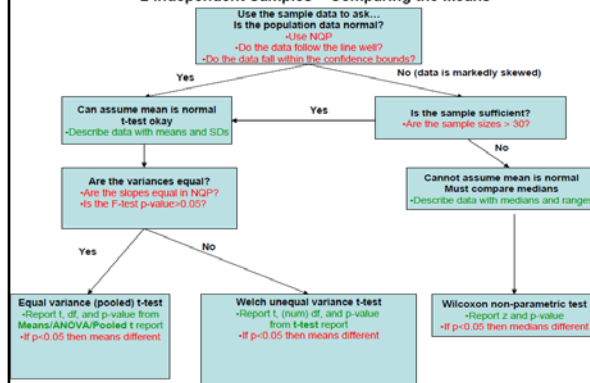 2 Independent Samples – Comparing the Means
Use the sample data to ask…
Is the population data normal?
•Use NQP
•Do the data follow the line well?
•Do the data fall within the confidence bounds?
Yes
No (data is markedly skewed)
Can assume mean is normal
t-test okay
•Describe data with means and SDs
Yes
Is the sample sufficient?
•Are the sample sizes > 30?
No
Are the variances equal?
•Are the slopes equal in NQP?
•Is the F-test p-value>0.05?
Cannot assume mean is normal
Must compare medians
•Describe data with medians and ranges
Yes
No
Equal variance (pooled) t-test
•Report t, df, and p-value from
Means/ANOVA/Pooled t report
•If p<0.05 then means different
Welch unequal variance t-test
•Report t, (num) df, and p-value
from t-test report
•If p<0.05 then means different
Wilcoxon non-parametric test
•Report z and p-value
•If p<0.05 then medians different